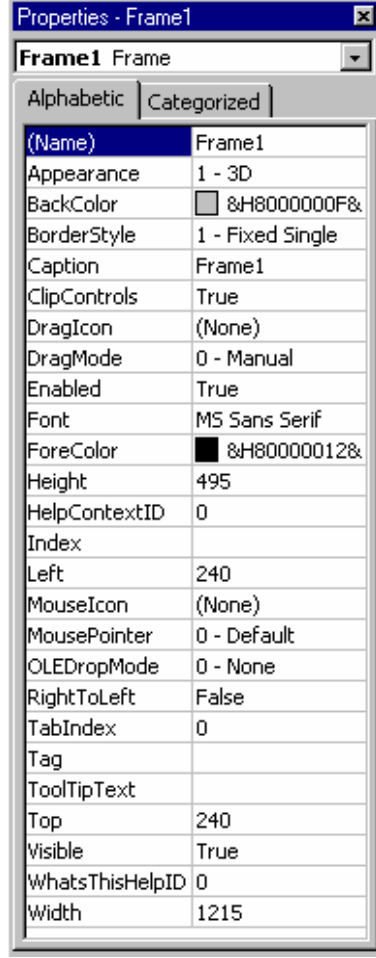 Properties - Frame1
Frame1 Frame
Alphabetic Categorized
(Name) Frame1
Appearance 1 - 3D
BackColor &H8000000F&
BorderStyle 1 - Fixed Single
Caption Frame1
ClipControls True
DragIcon (None)
DragMode 0 - Manual
Enabled True
Font MS Sans Serif
ForeColor &H80000012&
Height 495
HelpContextID 0
Index
Left 240
MouseIcon (None)
MousePointer 0 - Default
OLEDropMode 0 - None
RightToLeft False
TabIndex 0
Tag
ToolTipText
Top 240
Visible True
WhatsThisHelpID 0
Width 1215